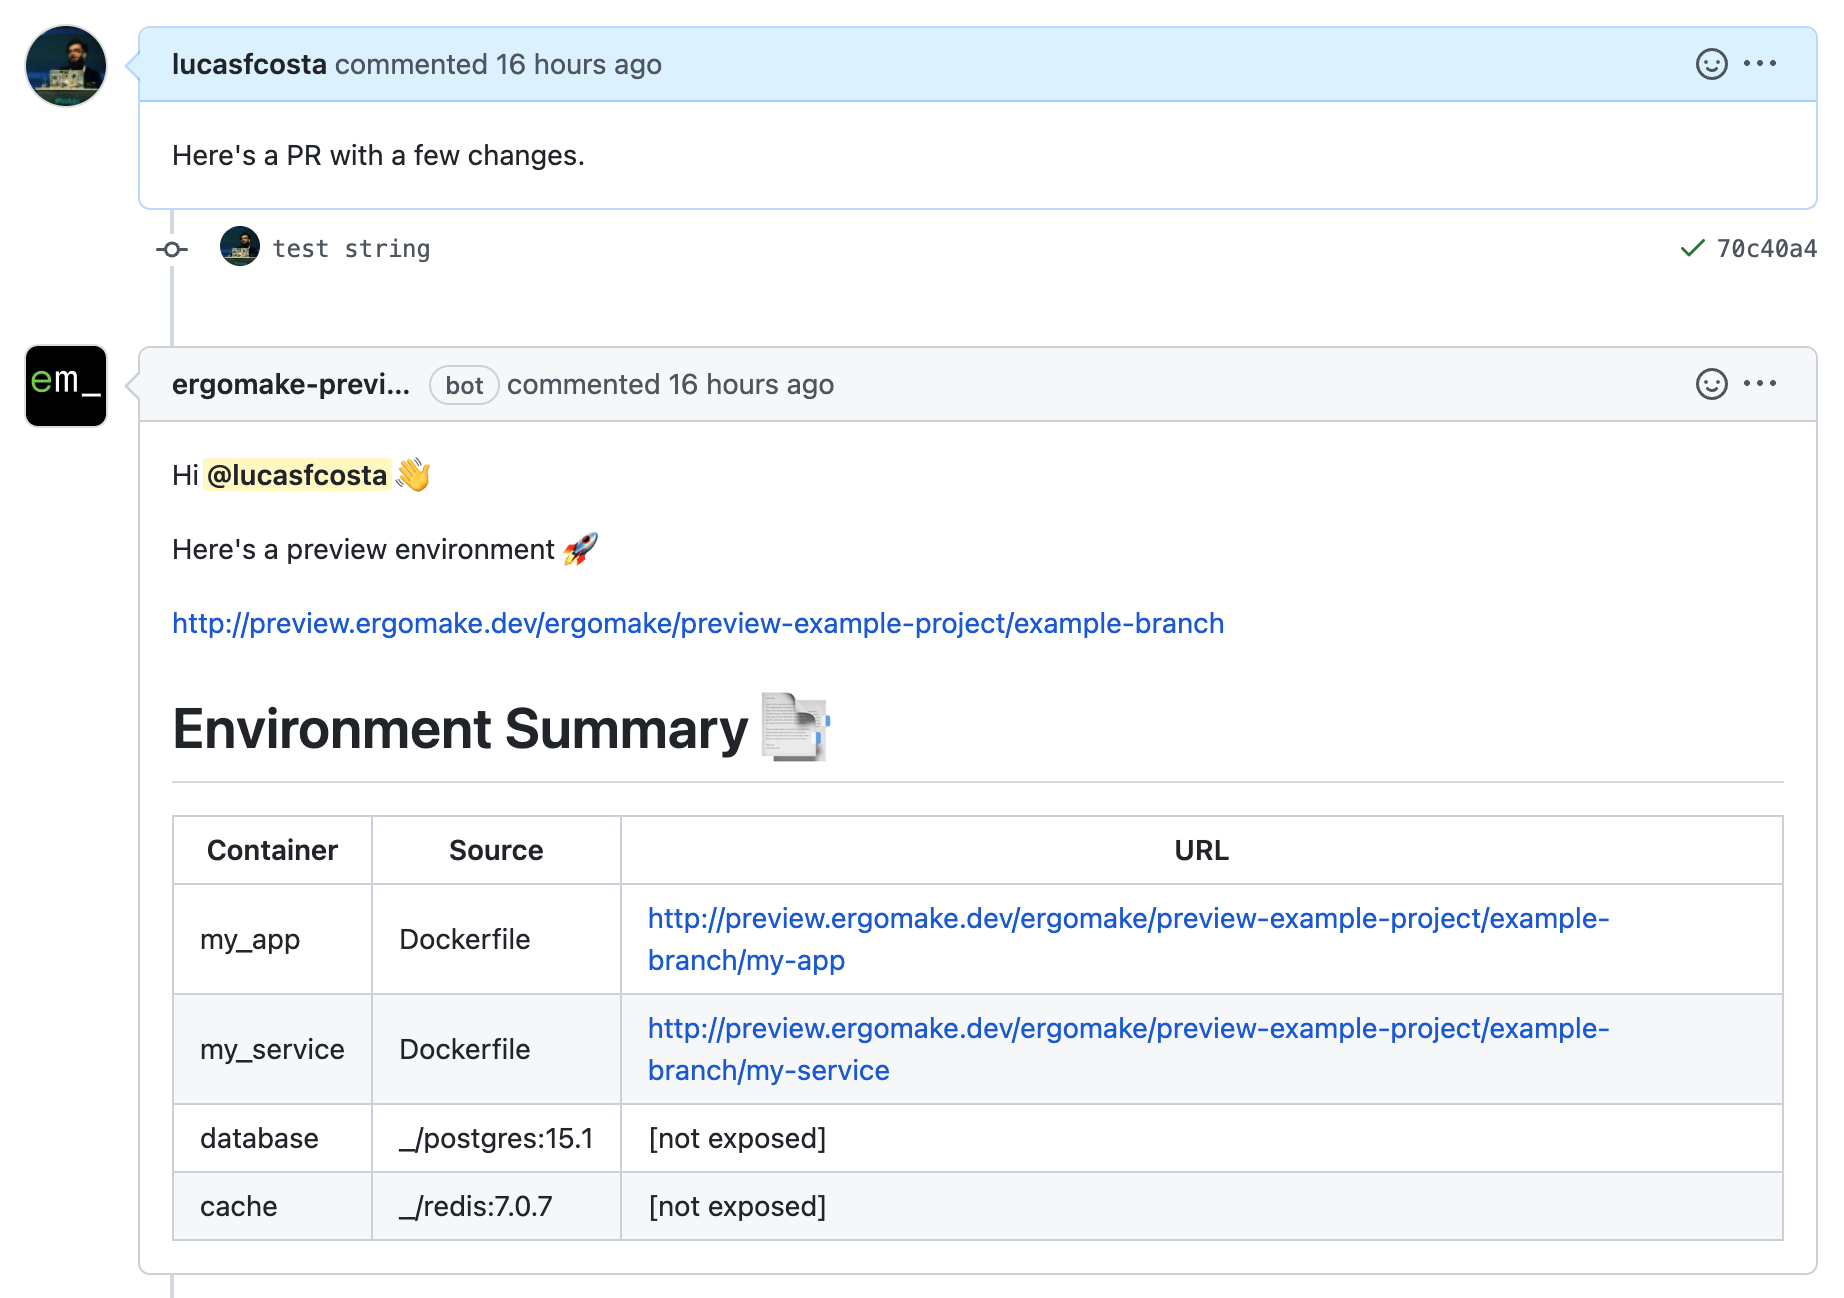 lucasfcosta commented 16 hours ago
Here's a PR with a few changes.
test string 70c40a4
em_
ergomake-previ... bot commented 16 hours ago
Hi @lucasfcosta 👋
Here's a preview environment 🚀
http://preview.ergomake.dev/ergomake/preview-example-project/example-branch
Environment Summary 📑
Container Source URL
my_app Dockerfile http://preview.ergomake.dev/ergomake/preview-example-project/example-
branch/my-app
my_service Dockerfile http://preview.ergomake.dev/ergomake/preview-example-project/example-
branch/my-service
database _/postgres:15.1 [not exposed]
cache _/redis:7.0.7 [not exposed]